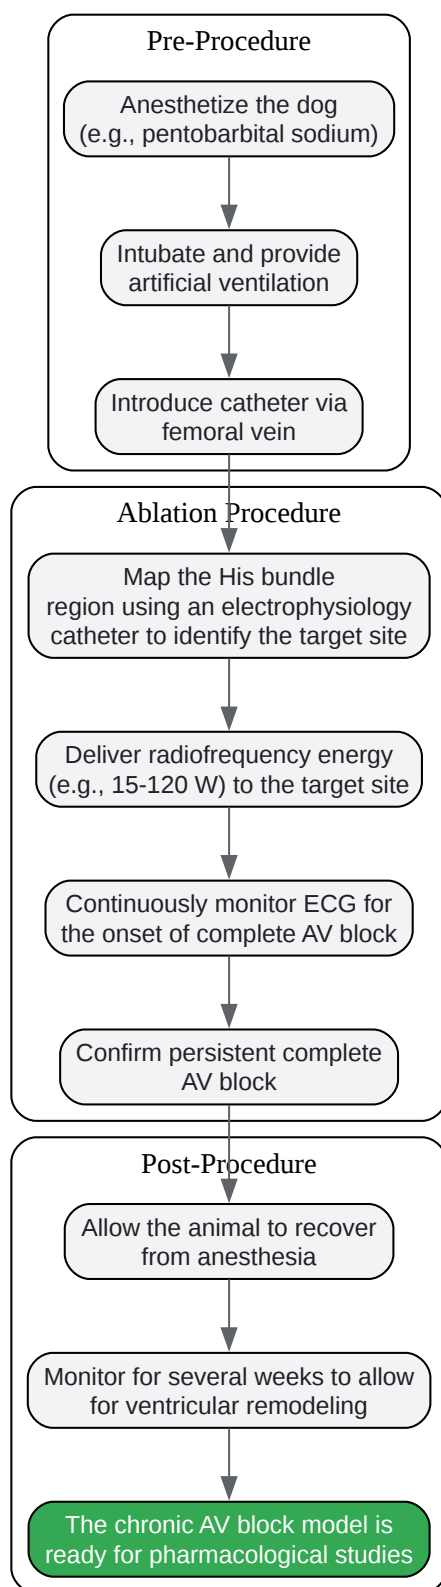 Pre-Procedure
Anesthetize the dog
(e.g., pentobarbital sodium)
Intubate and provide
artificial ventilation
Introduce catheter via
femoral vein
Ablation Procedure
Map the His bundle
region using an electrophysiology
catheter to identify the target site
Deliver radiofrequency energy
(e.g., 15-120 W) to the target site
Continuously monitor ECG for
the onset of complete AV block
Confirm persistent complete
AV block
Post-Procedure
Allow the animal to recover
from anesthesia
Monitor for several weeks to allow
for ventricular remodeling
The chronic AV block model is
ready for pharmacological studies